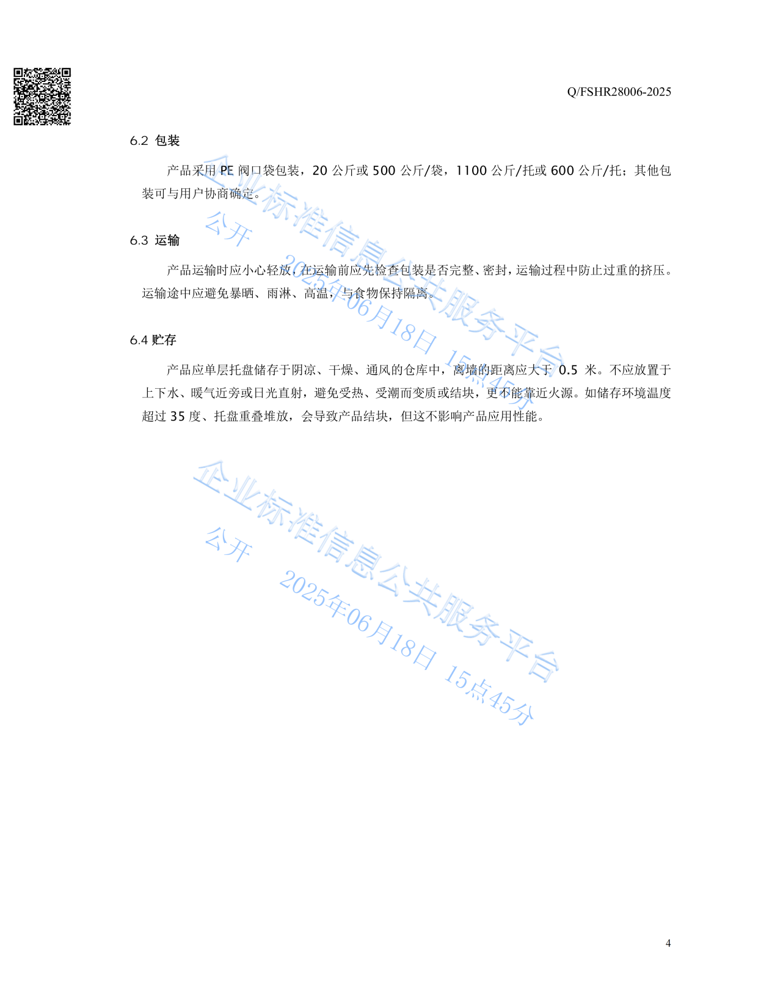 Q/FSHR28006-2025
6.2 包装
产品采用 PE 阀口袋包装，20 公斤或 500 公斤/袋，1100 公斤/托或 600 公斤/托；其他包
装可与用户协商确定。
6.3 运输
产品运输时应小心轻放，在运输前应先检查包装是否完整、密封，运输过程中防止过重的挤压。
运输途中应避免暴晒、雨淋、高温，与食物保持隔离。
6.4 贮存
产品应单层托盘储存于阴凉、干燥、通风的仓库中，离墙的距离应大于 0.5 米。不应放置于
上下水、暖气近旁或日光直射，避免受热、受潮而变质或结块，更不能靠近火源。如储存环境温度
超过 35 度、托盘重叠堆放，会导致产品结块，但这不影响产品应用性能。
企业标准信息公共服务平台
公开 2025年06月18日 15点45分
企业标准信息公共服务平台
公开 2025年06月18日 15点45分
4